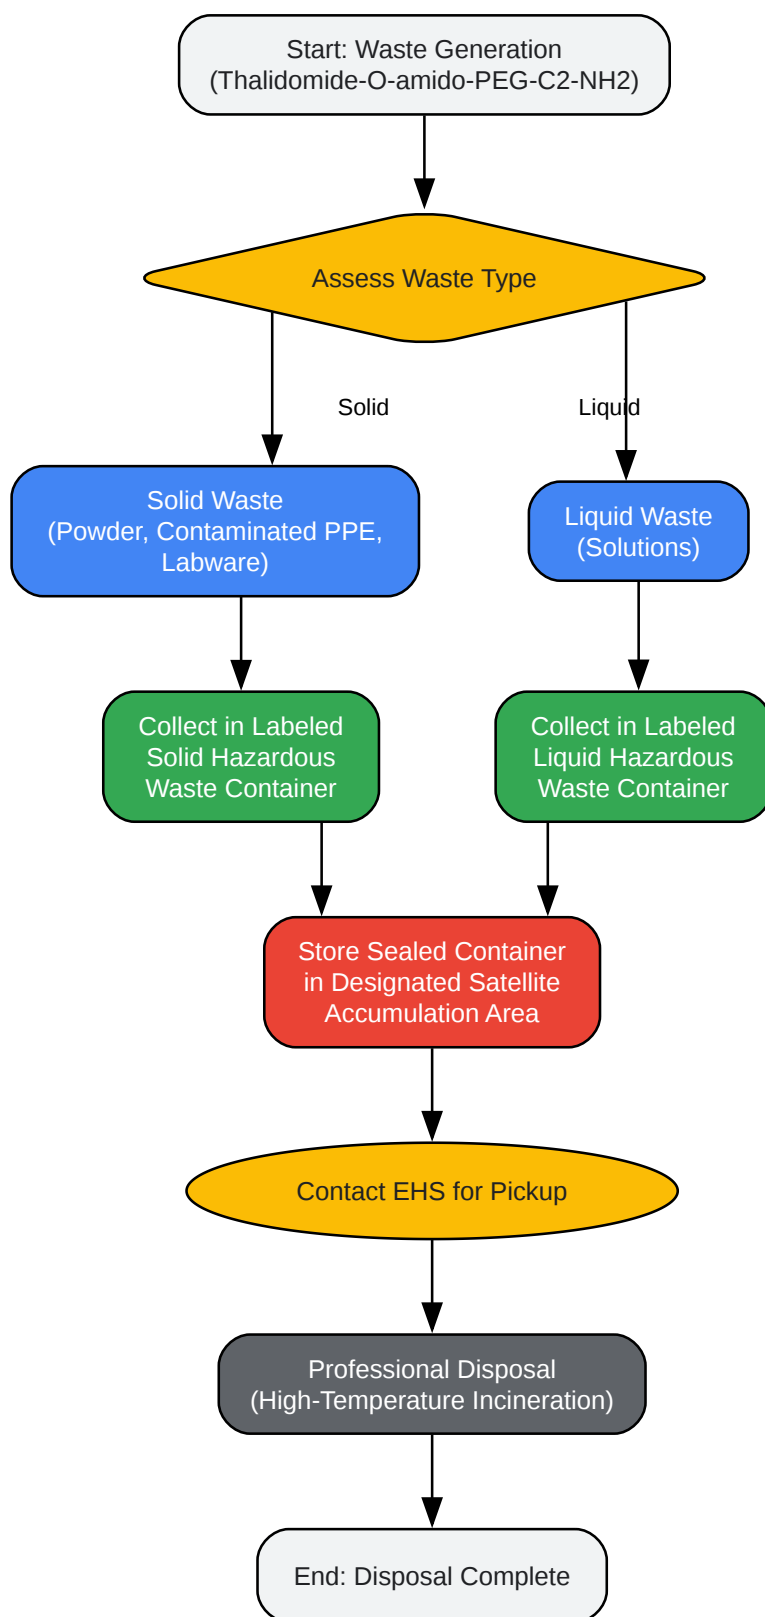 Start: Waste Generation
(Thalidomide-O-amido-PEG-C2-NH2)
Assess Waste Type
Solid
Liquid
Solid Waste
(Powder, Contaminated PPE,
Labware)
Liquid Waste
(Solutions)
Collect in Labeled
Solid Hazardous
Waste Container
Collect in Labeled
Liquid Hazardous
Waste Container
Store Sealed Container
in Designated Satellite
Accumulation Area
Contact EHS for Pickup
Professional Disposal
(High-Temperature Incineration)
End: Disposal Complete